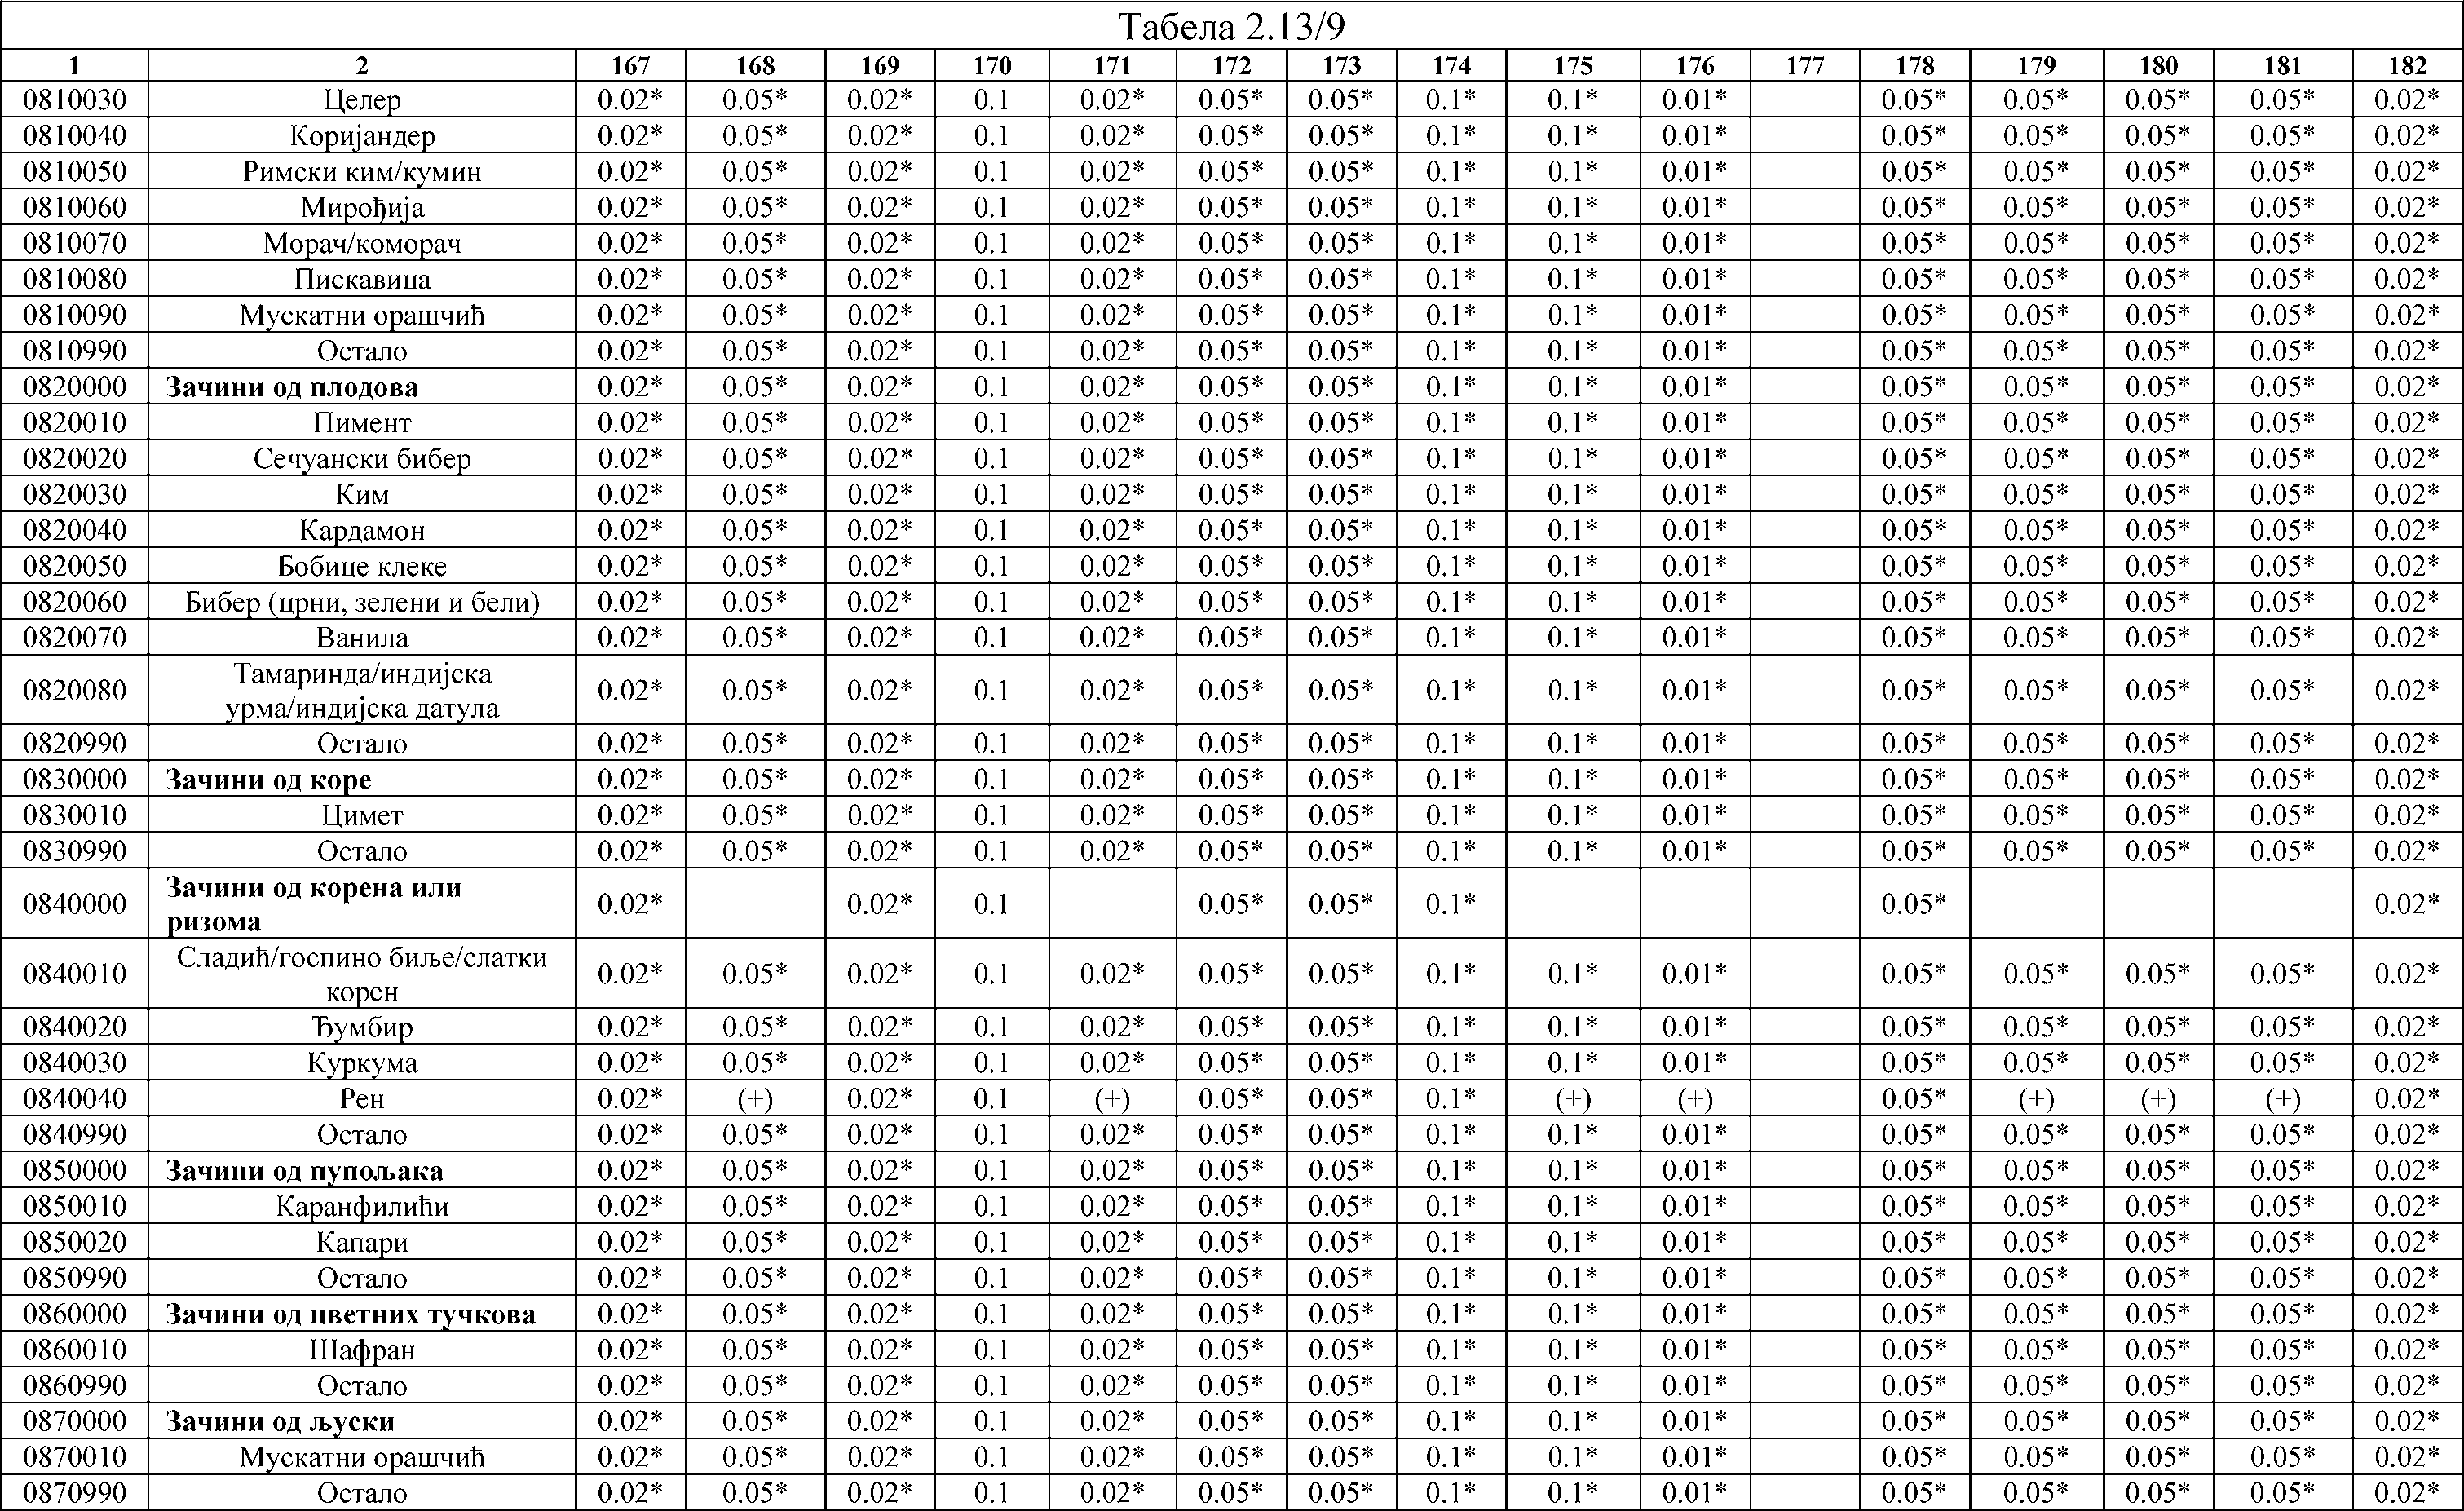 Табела 2.13/9
1 2 167 168 169 170 171 172 173 174 175 176 177 178 179 180 181 182
0810030 Целер 0.02* 0.05* 0.02* 0.1 0.02* 0.05* 0.05* 0.1* 0.1* 0.01* 0.05* 0.05* 0.05* 0.05* 0.02*
0810040 Коријандер 0.02* 0.05* 0.02* 0.1 0.02* 0.05* 0.05* 0.1* 0.1* 0.01* 0.05* 0.05* 0.05* 0.05* 0.02*
0810050 Римски ким/кумин 0.02* 0.05* 0.02* 0.1 0.02* 0.05* 0.05* 0.1* 0.1* 0.01* 0.05* 0.05* 0.05* 0.05* 0.02*
0810060 Мирођија 0.02* 0.05* 0.02* 0.1 0.02* 0.05* 0.05* 0.1* 0.1* 0.01* 0.05* 0.05* 0.05* 0.05* 0.02*
0810070 Морач/коморач 0.02* 0.05* 0.02* 0.1 0.02* 0.05* 0.05* 0.1* 0.1* 0.01* 0.05* 0.05* 0.05* 0.05* 0.02*
0810080 Пискавица 0.02* 0.05* 0.02* 0.1 0.02* 0.05* 0.05* 0.1* 0.1* 0.01* 0.05* 0.05* 0.05* 0.05* 0.02*
0810090 Мускатни орашчић 0.02* 0.05* 0.02* 0.1 0.02* 0.05* 0.05* 0.1* 0.1* 0.01* 0.05* 0.05* 0.05* 0.05* 0.02*
0810990 Остало 0.02* 0.05* 0.02* 0.1 0.02* 0.05* 0.05* 0.1* 0.1* 0.01* 0.05* 0.05* 0.05* 0.05* 0.02*
0820000 Зачини од плодова 0.02* 0.05* 0.02* 0.1 0.02* 0.05* 0.05* 0.1* 0.1* 0.01* 0.05* 0.05* 0.05* 0.05* 0.02*
0820010 Пимент 0.02* 0.05* 0.02* 0.1 0.02* 0.05* 0.05* 0.1* 0.1* 0.01* 0.05* 0.05* 0.05* 0.05* 0.02*
0820020 Сечуански бибер 0.02* 0.05* 0.02* 0.1 0.02* 0.05* 0.05* 0.1* 0.1* 0.01* 0.05* 0.05* 0.05* 0.05* 0.02*
0820030 Ким 0.02* 0.05* 0.02* 0.1 0.02* 0.05* 0.05* 0.1* 0.1* 0.01* 0.05* 0.05* 0.05* 0.05* 0.02*
0820040 Кардамон 0.02* 0.05* 0.02* 0.1 0.02* 0.05* 0.05* 0.1* 0.1* 0.01* 0.05* 0.05* 0.05* 0.05* 0.02*
0820050 Бобице клеке 0.02* 0.05* 0.02* 0.1 0.02* 0.05* 0.05* 0.1* 0.1* 0.01* 0.05* 0.05* 0.05* 0.05* 0.02*
0820060 Бибер (црни, зелени и бели) 0.02* 0.05* 0.02* 0.1 0.02* 0.05* 0.05* 0.1* 0.1* 0.01* 0.05* 0.05* 0.05* 0.05* 0.02*
0820070 Ванила 0.02* 0.05* 0.02* 0.1 0.02* 0.05* 0.05* 0.1* 0.1* 0.01* 0.05* 0.05* 0.05* 0.05* 0.02*
Тамаринда/индијска
0820080 урма/индијска датула 0.02* 0.05* 0.02* 0.1 0.02* 0.05* 0.05* 0.1* 0.1* 0.01* 0.05* 0.05* 0.05* 0.05* 0.02*
0820990 Остало 0.02* 0.05* 0.02* 0.1 0.02* 0.05* 0.05* 0.1* 0.1* 0.01* 0.05* 0.05* 0.05* 0.05* 0.02*
0830000 Зачини од коре 0.02* 0.05* 0.02* 0.1 0.02* 0.05* 0.05* 0.1* 0.1* 0.01* 0.05* 0.05* 0.05* 0.05* 0.02*
0830010 Цимет 0.02* 0.05* 0.02* 0.1 0.02* 0.05* 0.05* 0.1* 0.1* 0.01* 0.05* 0.05* 0.05* 0.05* 0.02*
0830990 Остало 0.02* 0.05* 0.02* 0.1 0.02* 0.05* 0.05* 0.1* 0.1* 0.01* 0.05* 0.05* 0.05* 0.05* 0.02*
Зачини од корена или
0840000 ризома 0.02* 0.02* 0.1 0.05* 0.05* 0.1* 0.05* 0.02*
Сладић/госпино биље/слатки
0840010 корен 0.02* 0.05* 0.02* 0.1 0.02* 0.05* 0.05* 0.1* 0.1* 0.01* 0.05* 0.05* 0.05* 0.05* 0.02*
0840020 Ђумбир 0.02* 0.05* 0.02* 0.1 0.02* 0.05* 0.05* 0.1* 0.1* 0.01* 0.05* 0.05* 0.05* 0.05* 0.02*
0840030 Куркума 0.02* 0.05* 0.02* 0.1 0.02* 0.05* 0.05* 0.1* 0.1* 0.01* 0.05* 0.05* 0.05* 0.05* 0.02*
0840040 Рен 0.02* (+) 0.02* 0.1 (+) 0.05* 0.05* 0.1* (+) (+) 0.05* (+) (+) (+) 0.02*
0840990 Остало 0.02* 0.05* 0.02* 0.1 0.02* 0.05* 0.05* 0.1* 0.1* 0.01* 0.05* 0.05* 0.05* 0.05* 0.02*
0850000 Зачини од пупољака 0.02* 0.05* 0.02* 0.1 0.02* 0.05* 0.05* 0.1* 0.1* 0.01* 0.05* 0.05* 0.05* 0.05* 0.02*
0850010 Каранфилићи 0.02* 0.05* 0.02* 0.1 0.02* 0.05* 0.05* 0.1* 0.1* 0.01* 0.05* 0.05* 0.05* 0.05* 0.02*
0850020 Капари 0.02* 0.05* 0.02* 0.1 0.02* 0.05* 0.05* 0.1* 0.1* 0.01* 0.05* 0.05* 0.05* 0.05* 0.02*
0850990 Остало 0.02* 0.05* 0.02* 0.1 0.02* 0.05* 0.05* 0.1* 0.1* 0.01* 0.05* 0.05* 0.05* 0.05* 0.02*
0860000 Зачини од цветних тучкова 0.02* 0.05* 0.02* 0.1 0.02* 0.05* 0.05* 0.1* 0.1* 0.01* 0.05* 0.05* 0.05* 0.05* 0.02*
0860010 Шафран 0.02* 0.05* 0.02* 0.1 0.02* 0.05* 0.05* 0.1* 0.1* 0.01* 0.05* 0.05* 0.05* 0.05* 0.02*
0860990 Остало 0.02* 0.05* 0.02* 0.1 0.02* 0.05* 0.05* 0.1* 0.1* 0.01* 0.05* 0.05* 0.05* 0.05* 0.02*
0870000 Зачини од љуски 0.02* 0.05* 0.02* 0.1 0.02* 0.05* 0.05* 0.1* 0.1* 0.01* 0.05* 0.05* 0.05* 0.05* 0.02*
0870010 Мускатни орашчић 0.02* 0.05* 0.02* 0.1 0.02* 0.05* 0.05* 0.1* 0.1* 0.01* 0.05* 0.05* 0.05* 0.05* 0.02*
0870990 Остало 0.02* 0.05* 0.02* 0.1 0.02* 0.05* 0.05* 0.1* 0.1* 0.01* 0.05* 0.05* 0.05* 0.05* 0.02*